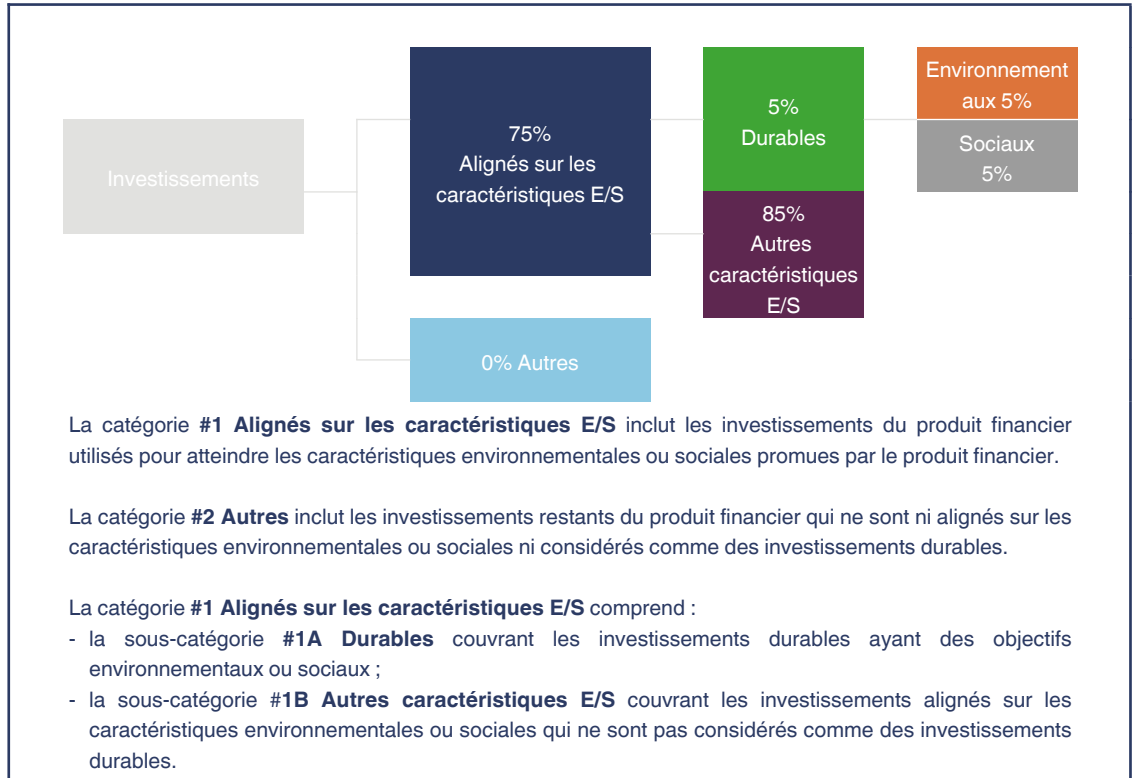 Investissements
75%
Alignés sur les
caractéristiques E/S
0% Autres
5%
Durables
85%
Autres
caractéristiques
E/S
Environnement
aux 5%
Sociaux
5%
La catégorie #1 Alignés sur les caractéristiques E/S inclut les investissements du produit financier
utilisés pour atteindre les caractéristiques environnementales ou sociales promues par le produit financier.
La catégorie #2 Autres inclut les investissements restants du produit financier qui ne sont ni alignés sur les
caractéristiques environnementales ou sociales ni considérés comme des investissements durables.
La catégorie #1 Alignés sur les caractéristiques E/S comprend :
- la sous-catégorie #1A Durables couvrant les investissements durables ayant des objectifs
environnementaux ou sociaux ;
- la sous-catégorie #1B Autres caractéristiques E/S couvrant les investissements alignés sur les
caractéristiques environnementales ou sociales qui ne sont pas considérés comme des investissements
durables.